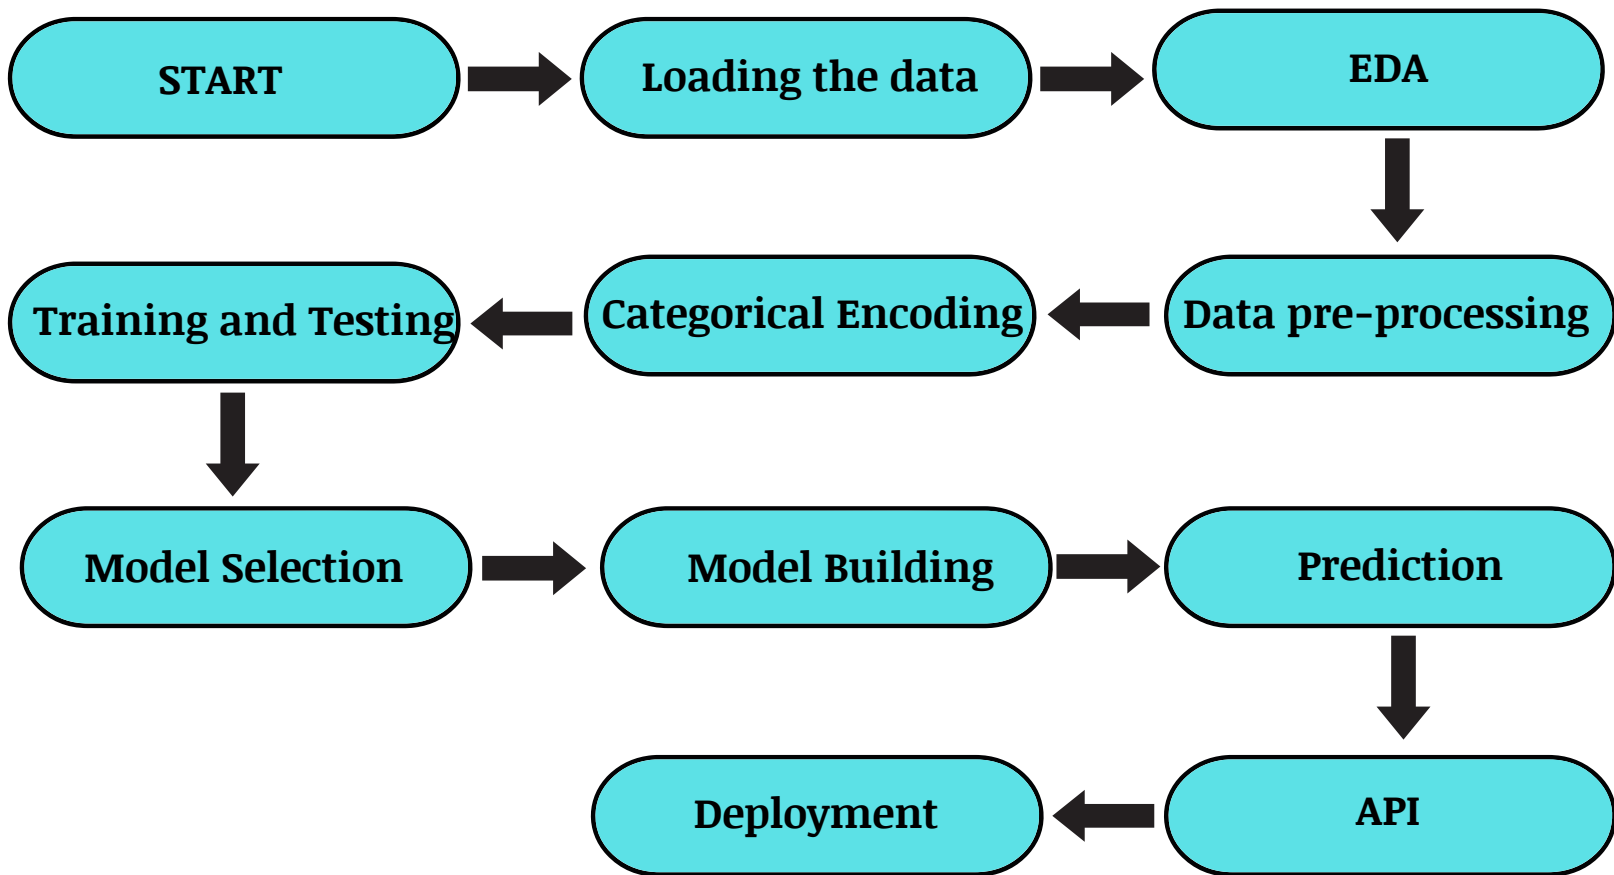 START
Loading the data
EDA
Data pre-processing
Categorical Encoding
Training and Testing
Model Selection
Model Building
Prediction
API
Deployment